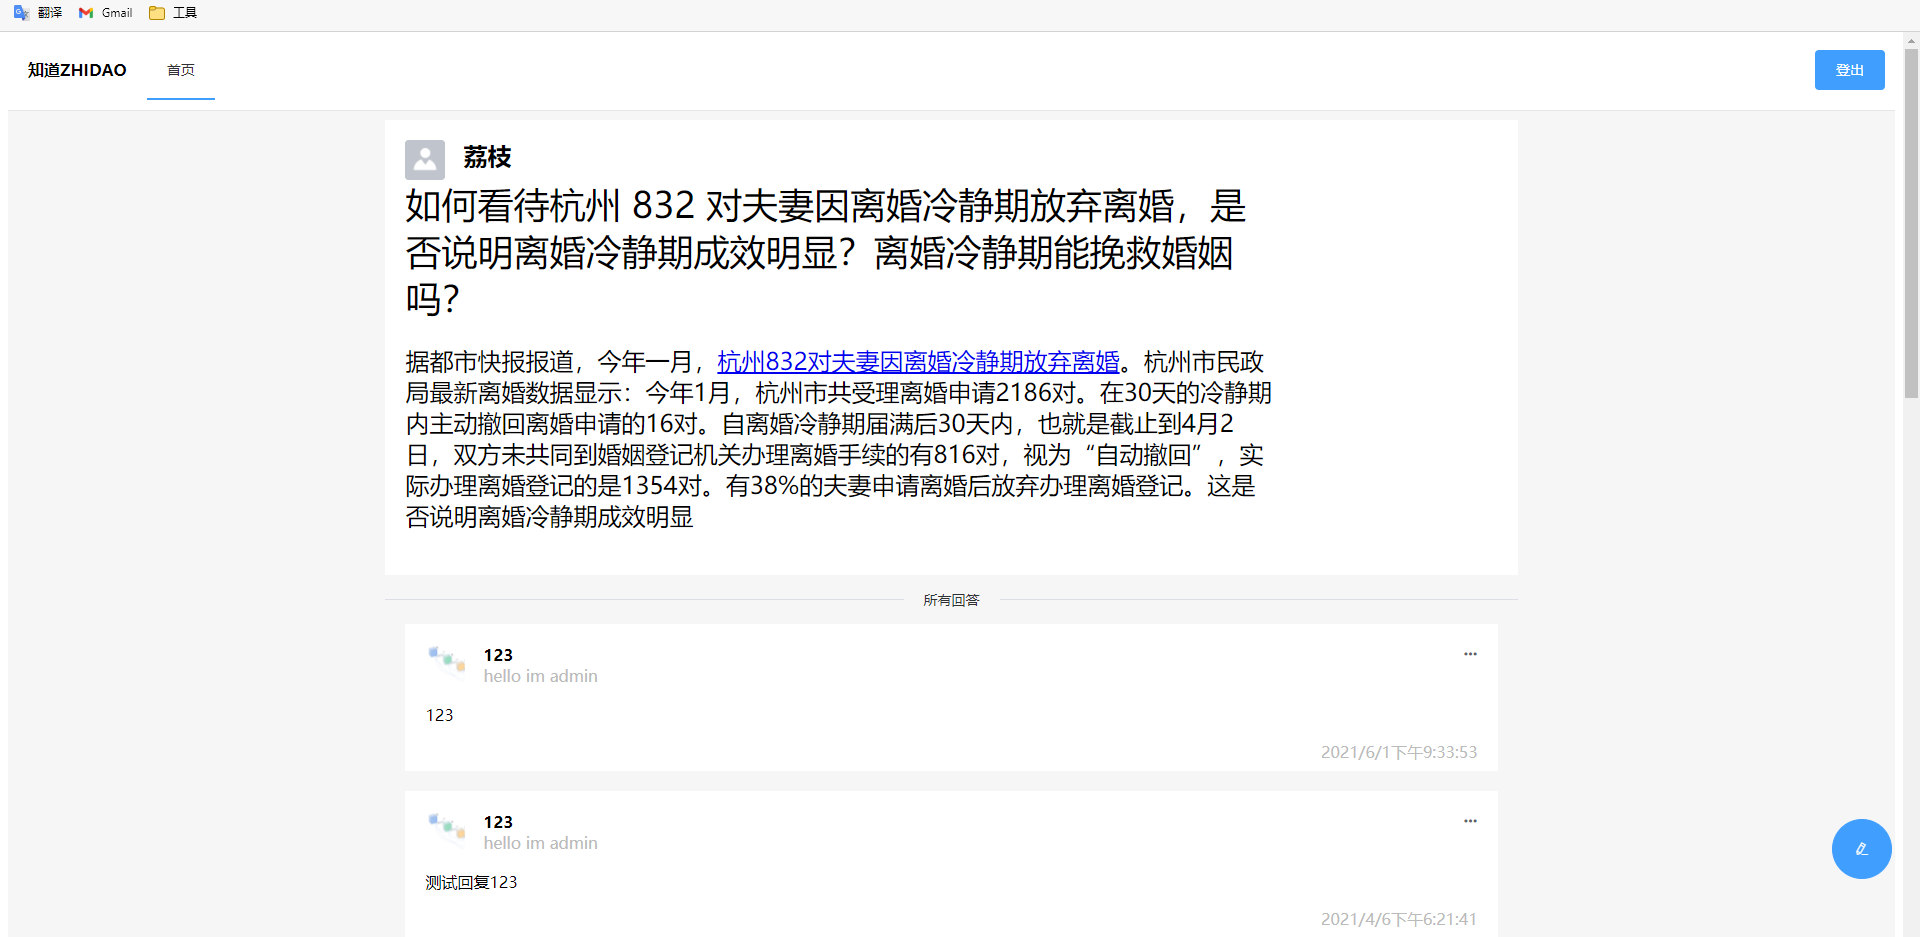 翻译 Gmail 工具
知道ZHIDAO 首页 登出
荔枝
如何看待杭州 832 对夫妻因离婚冷静期放弃离婚，是
否说明离婚冷静期成效明显？离婚冷静期能挽救婚姻
吗？
据都市快报报道，今年一月，杭州832对夫妻因离婚冷静期放弃离婚。杭州市民政
局最新离婚数据显示：今年1月，杭州市共受理离婚申请2186对。在30天的冷静期
内主动撤回离婚申请的16对。自离婚冷静期届满后30天内，也就是截止到4月2
日，双方未共同到婚姻登记机关办理离婚手续的有816对，视为“自动撤回”，实
际办理离婚登记的是1354对。有38%的夫妻申请离婚后放弃办理离婚登记。这是
否说明离婚冷静期成效明显
所有回答
123
hello im admin
123
2021/6/1下午9:33:53
123
hello im admin
测试回复123
2021/4/6下午6:21:41